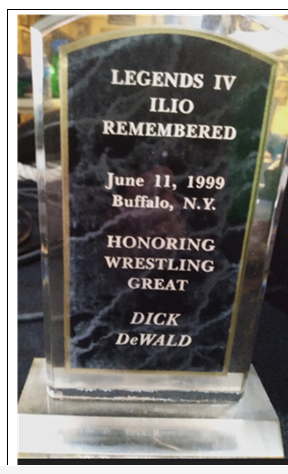 LEGENDS IV
ILIO
REMEMBERED
June 11, 1999
Buffalo, N.Y.
HONORING
WRESTLING
GREAT
DICK
DeWALD